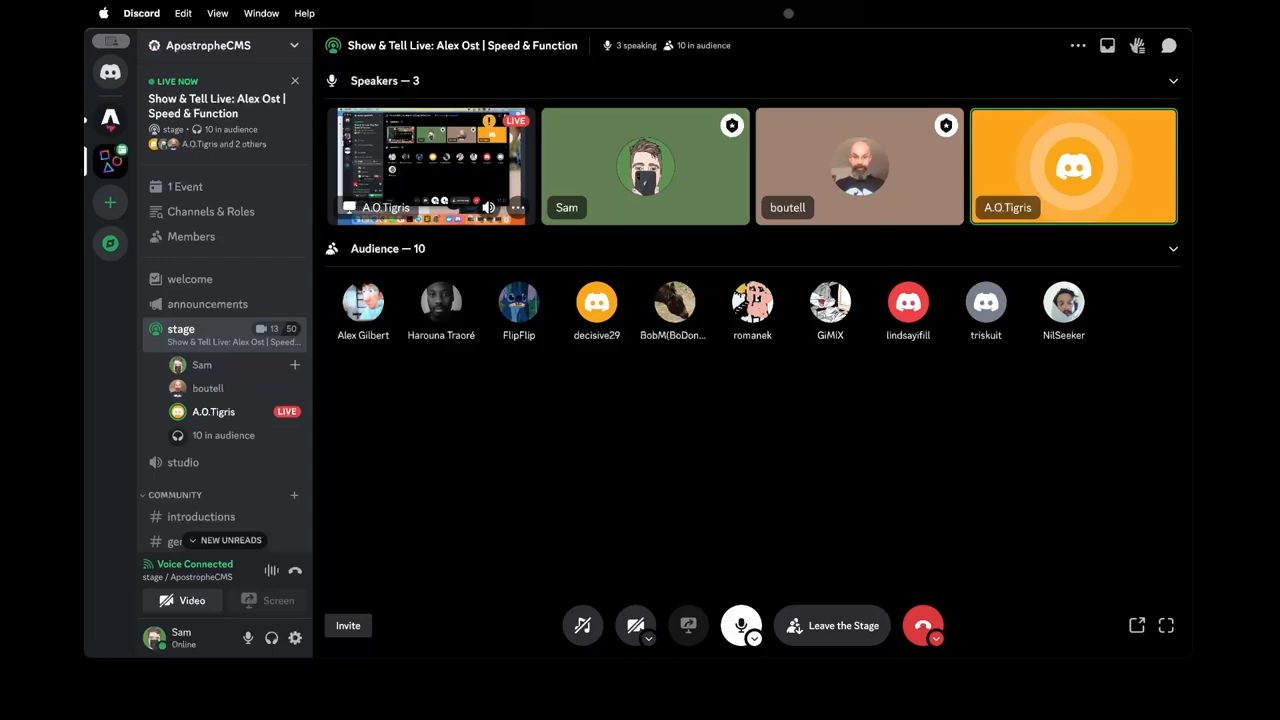 Discord Edit View Window Help
ApostropheCMS
LIVE NOW
Show & Tell Live: Alex Ost |
Speed & Function
stage • 10 in audience
A.O.Tigris and 2 others
1 Event
Channels & Roles
Members
welcome
announcements
stage 13 50
Show & Tell Live: Alex Ost | Speed...
Sam
boutell
A.O.Tigris LIVE
10 in audience
studio
COMMUNITY
introductions
ger
NEW UNREADS
Voice Connected
stage / ApostropheCMS
Video Screen
Sam
Online
Show & Tell Live: Alex Ost | Speed & Function 3 speaking 10 in audience
Speakers — 3
LIVE
A.O.Tigris
Sam
boutell
A.O.Tigris
Audience — 10
Alex Gilbert Harouna Traoré FlipFlip decisive29 BobM(BoDon... romanek GiMiX lindsayifill triskuit NilSeeker
Invite
Leave the Stage